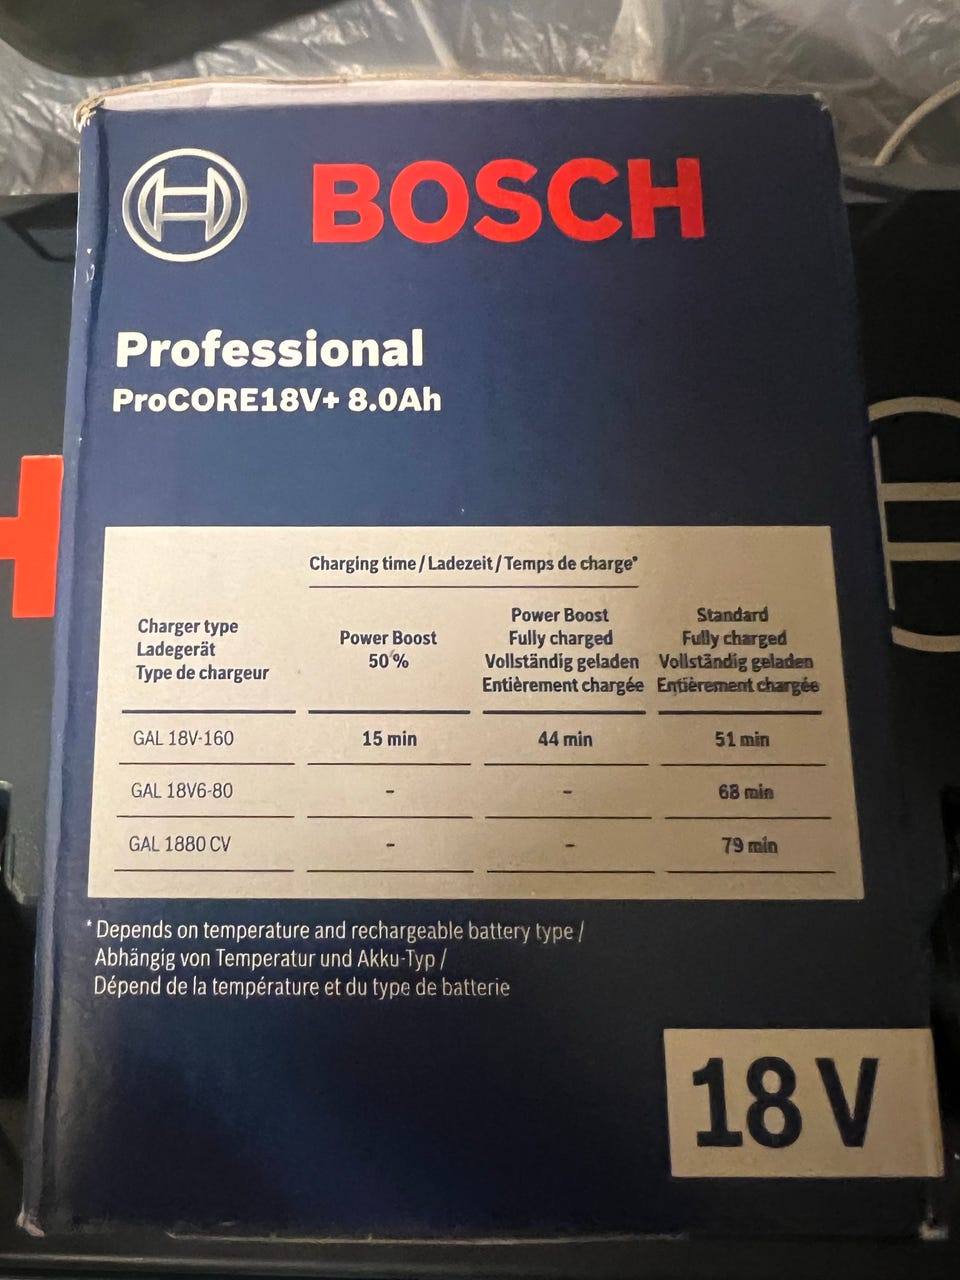 BOSCH
Professional
ProCORE18V+ 8.0Ah
Charging time / Ladezeit / Temps de charge*
Charger type
Ladegerät
Type de chargeur
Power Boost
50 %
Power Boost
Fully charged
Vollständig geladen
Entièrement chargée
Standard
Fully charged
Vollständig geladen
Entièrement chargée
GAL 18V-160 15 min 44 min 51 min
GAL 18V6-80 - - 68 min
GAL 1880 CV - - 79 min
* Depends on temperature and rechargeable battery type /
Abhängig von Temperatur und Akku-Typ /
Dépend de la température et du type de batterie
18 V